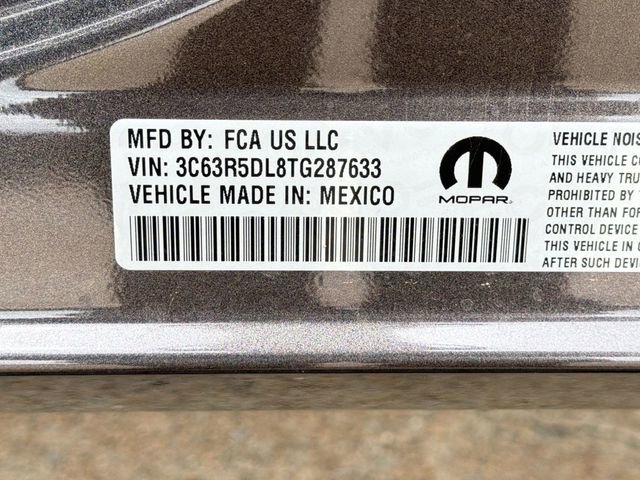 MFD BY: FCA US LLC
VIN: 3C63R5DL8TG287633
VEHICLE MADE IN: MEXICO
MOPAR
VEHICLE NOIS
THIS VEHICLE CO
AND HEAVY TRU
PROHIBITED BY
OTHER THAN FOR
CONTROL DEVICE
THIS VEHICLE IN
AFTER SUCH DEVI